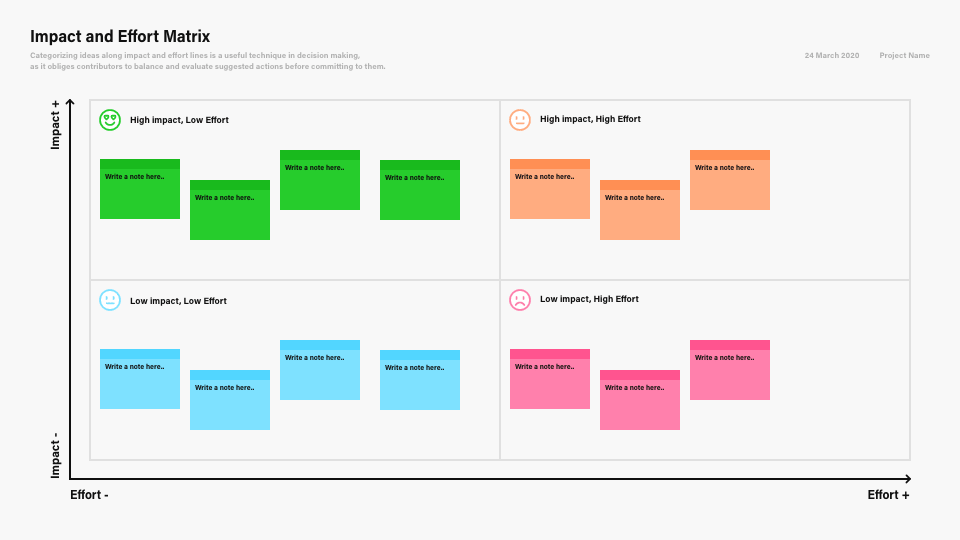 Impact and Effort Matrix
Categorizing ideas along impact and effort lines is a useful technique in decision making,
as it obliges contributors to balance and evaluate suggested actions before committing to them.
24 March 2020
Project Name
Impact +
High impact, Low Effort
Write a note here..
Write a note here..
Write a note here..
Write a note here..
High impact, High Effort
Write a note here..
Write a note here..
Write a note here..
Low impact, Low Effort
Write a note here..
Write a note here..
Write a note here..
Write a note here..
Low impact, High Effort
Write a note here..
Write a note here..
Write a note here..
Impact -
Effort -
Effort +